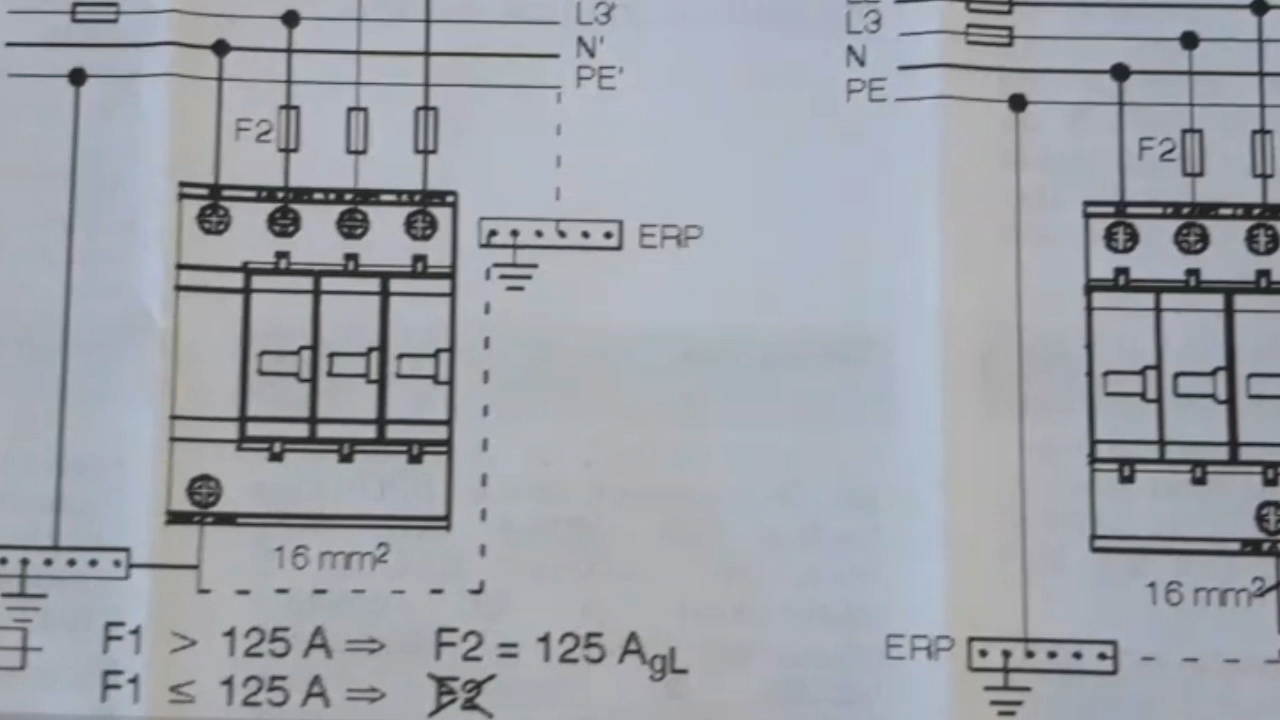 L3'
N'
PE'
F2
ERP
16 mm²
F1 > 125 A ⇒ F2 = 125 AgL
F1 ≤ 125 A ⇒ F2
L3
N
PE
F2
16 mm²
ERP